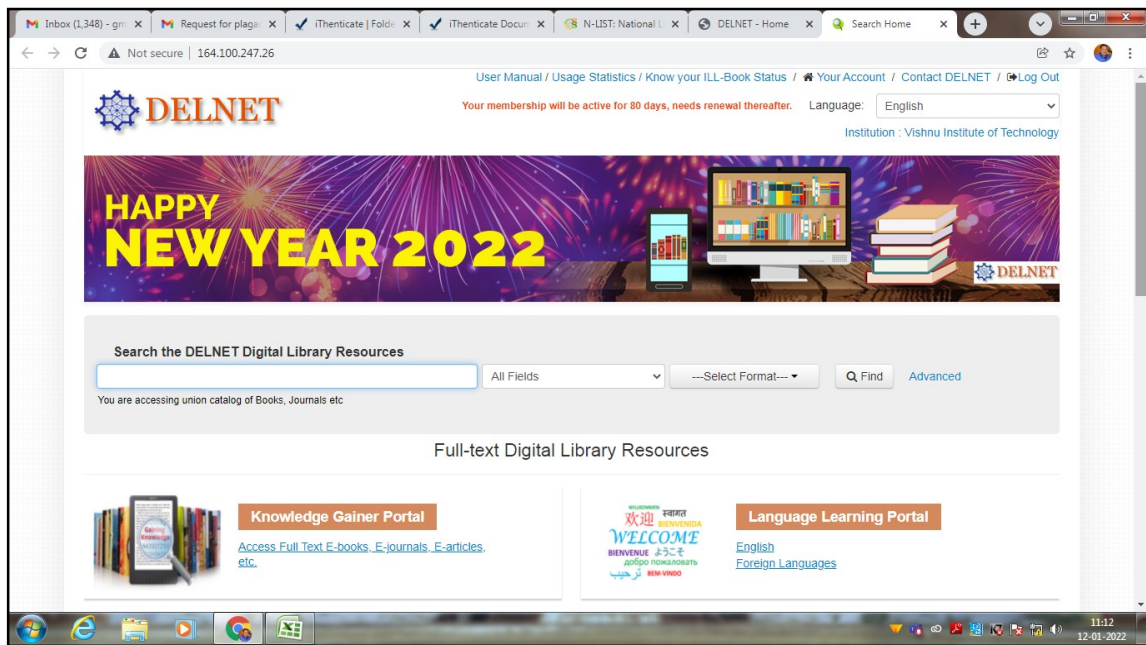 Inbox (1,348) - gm
Request for plaga
iThenticate | Folde
iThenticate Docum
N-LIST: National L
DELNET - Home
Search Home
Not secure | 164.100.247.26
User Manual / Usage Statistics / Know your ILL-Book Status / Your Account / Contact DELNET / Log Out
DELNET
Your membership will be active for 80 days, needs renewal thereafter. Language: English
Institution : Vishnu Institute of Technology
HAPPY
NEW YEAR 2022
DELNET
Search the DELNET Digital Library Resources
All Fields
---Select Format---
Find
Advanced
You are accessing union catalog of Books, Journals etc
Full-text Digital Library Resources
Gaining
Knowledge
Knowledge Gainer Portal
Access Full Text E-books, E-journals, E-articles,
etc.
WILLKOMMEN
स्वागत
欢迎
BIENVENIDA
WELCOME
BIENVENUE ようこそ
добро пожаловать
ترحيب
BEM-VINDO
Language Learning Portal
English
Foreign Languages
11:12
12-01-2022